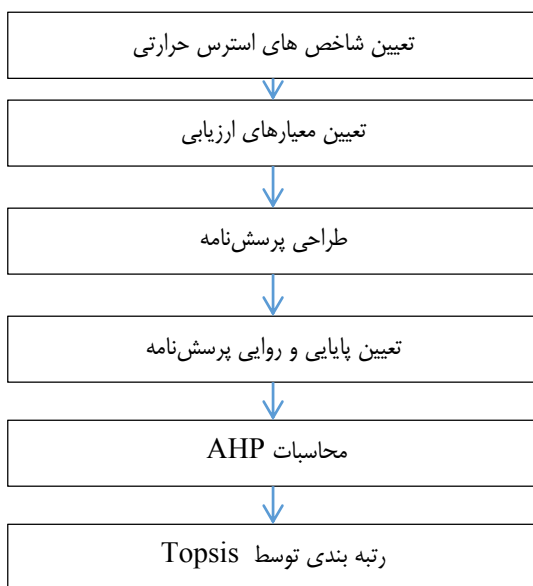 تعیین شاخص های استرس حرارتی
تعیین معیارهای ارزیابی
طراحی پرسش‌نامه
تعیین پایایی و روایی پرسش‌نامه
محاسبات AHP
رتبه بندی توسط Topsis